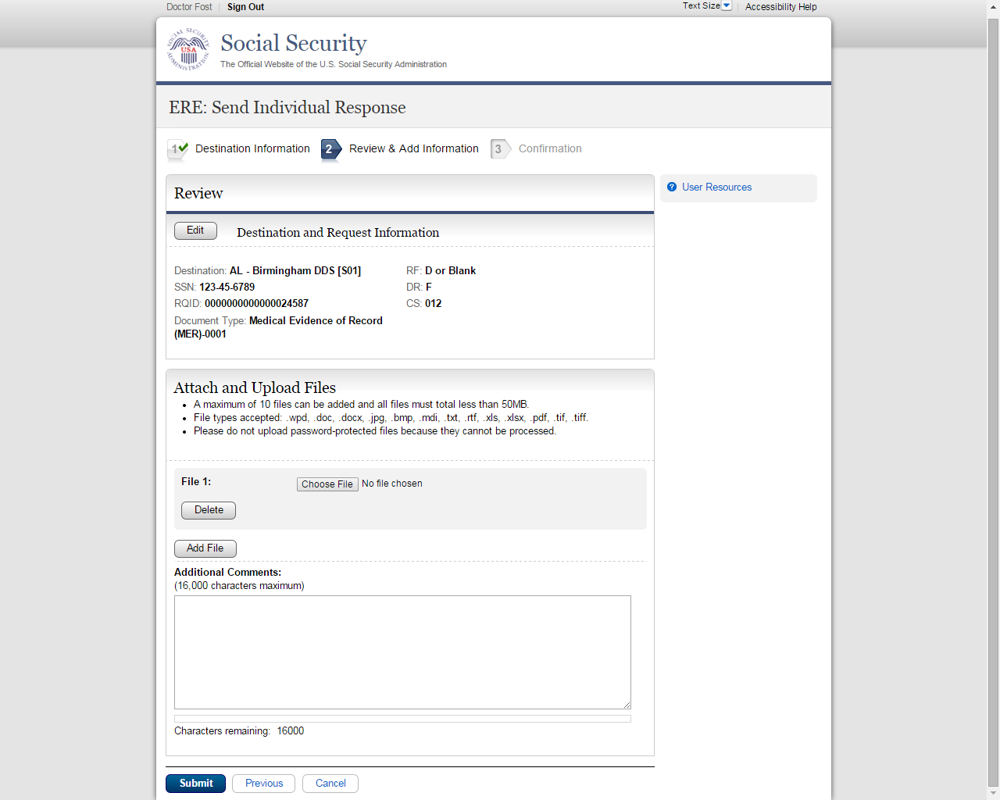 Doctor Fost | Sign Out
Text Size
Accessibility Help
SOCIAL SECURITY ADMINISTRATION
USA
Social Security
The Official Website of the U.S. Social Security Administration
ERE: Send Individual Response
1 Destination Information
2 Review & Add Information
3 Confirmation
Review
Edit
Destination and Request Information
Destination: AL - Birmingham DDS [S01]
RF: D or Blank
SSN: 123-45-6789
DR: F
RQID: 0000000000000024587
CS: 012
Document Type: Medical Evidence of Record
(MER)-0001
? User Resources
Attach and Upload Files
• A maximum of 10 files can be added and all files must total less than 50MB.
• File types accepted: .wpd, .doc, .docx, .jpg, .bmp, .mdi, .txt, .rtf, .xls, .xlsx, .pdf, .tif, .tiff.
• Please do not upload password-protected files because they cannot be processed.
File 1:
Choose File No file chosen
Delete
Add File
Additional Comments:
(16,000 characters maximum)
Characters remaining: 16000
Submit
Previous
Cancel